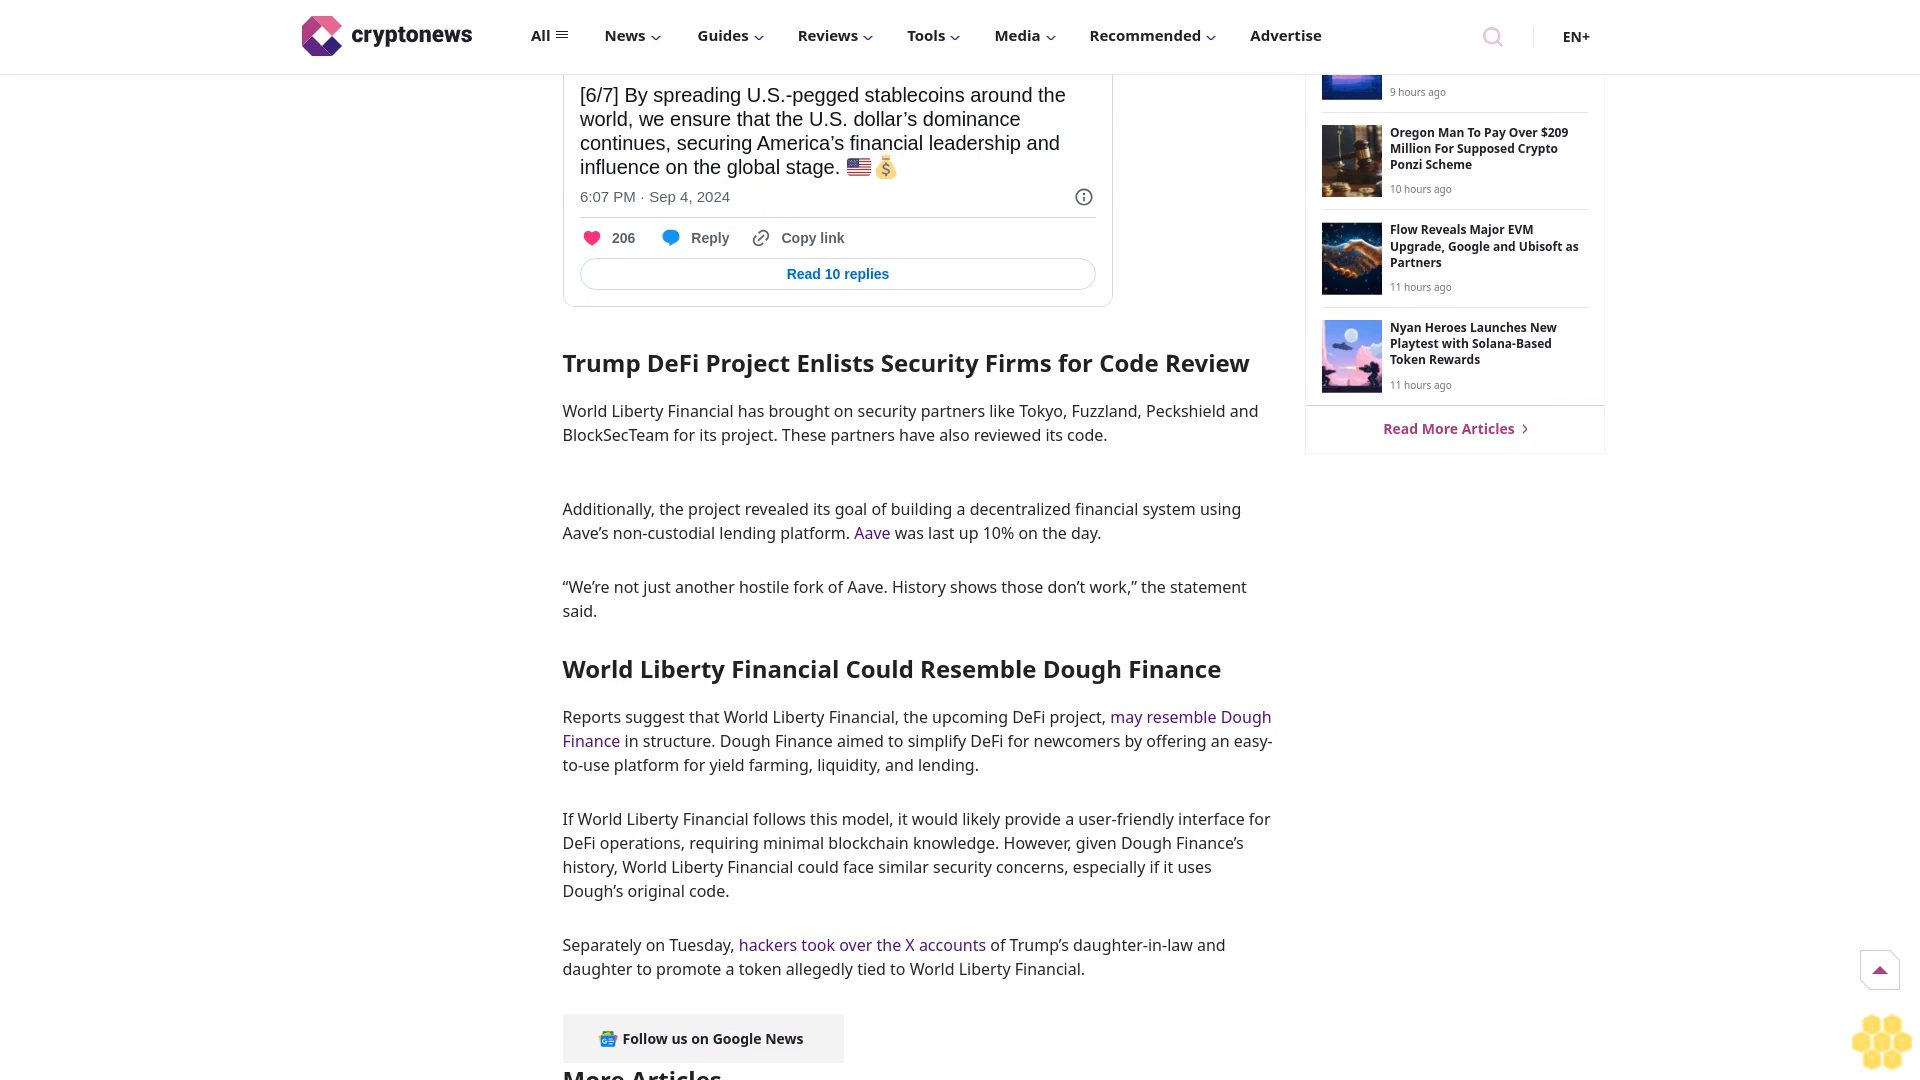 cryptonews
All
News
Guides
Reviews
Tools
Media
Recommended
Advertise
EN+
[6/7] By spreading U.S.-pegged stablecoins around the
world, we ensure that the U.S. dollar’s dominance
continues, securing America’s financial leadership and
influence on the global stage. 🇺🇸💰
6:07 PM · Sep 4, 2024
206
Reply
Copy link
Read 10 replies
Trump DeFi Project Enlists Security Firms for Code Review
World Liberty Financial has brought on security partners like Tokyo, Fuzzland, Peckshield and
BlockSecTeam for its project. These partners have also reviewed its code.
Additionally, the project revealed its goal of building a decentralized financial system using
Aave’s non-custodial lending platform. Aave was last up 10% on the day.
“We’re not just another hostile fork of Aave. History shows those don’t work,” the statement
said.
World Liberty Financial Could Resemble Dough Finance
Reports suggest that World Liberty Financial, the upcoming DeFi project, may resemble Dough
Finance in structure. Dough Finance aimed to simplify DeFi for newcomers by offering an easy-
to-use platform for yield farming, liquidity, and lending.
If World Liberty Financial follows this model, it would likely provide a user-friendly interface for
DeFi operations, requiring minimal blockchain knowledge. However, given Dough Finance’s
history, World Liberty Financial could face similar security concerns, especially if it uses
Dough’s original code.
Separately on Tuesday, hackers took over the X accounts of Trump’s daughter-in-law and
daughter to promote a token allegedly tied to World Liberty Financial.
Follow us on Google News
More Articles
9 hours ago
Oregon Man To Pay Over $209
Million For Supposed Crypto
Ponzi Scheme
10 hours ago
Flow Reveals Major EVM
Upgrade, Google and Ubisoft as
Partners
11 hours ago
Nyan Heroes Launches New
Playtest with Solana-Based
Token Rewards
11 hours ago
Read More Articles